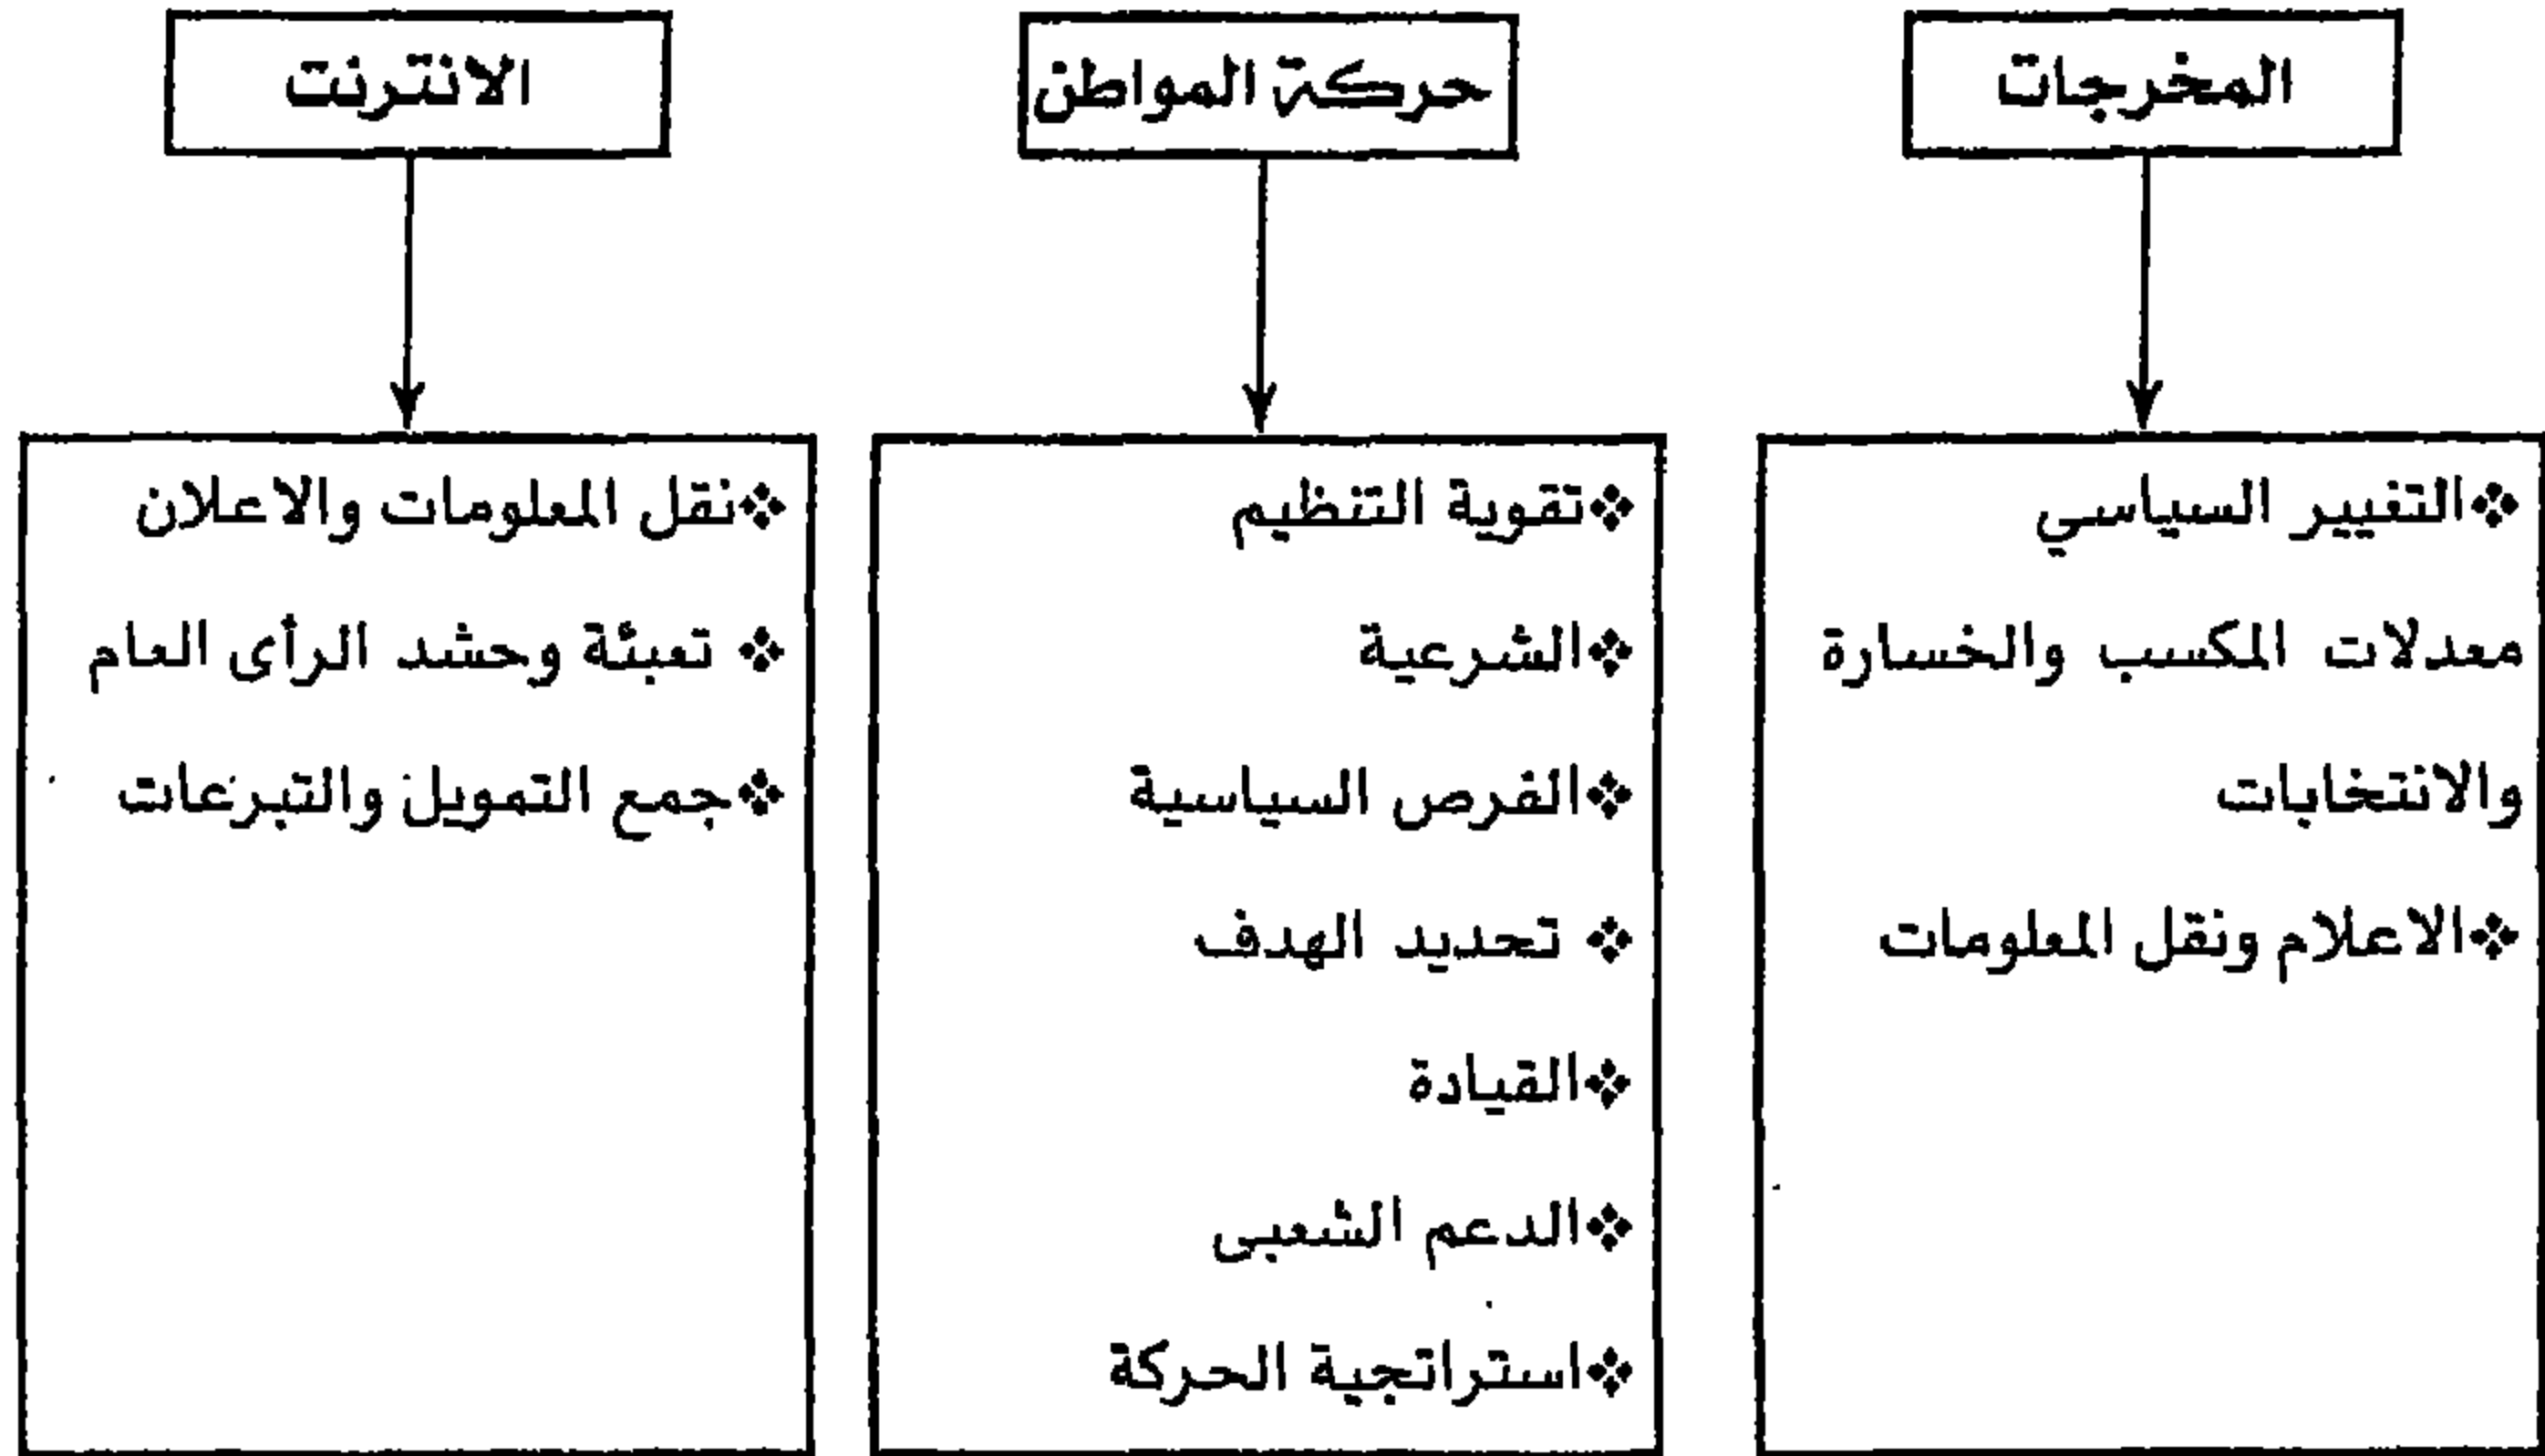 المخرجات
❖التغيير السياسي
معدلات المكسب والخسارة
والانتخابات
❖الاعلام ونقل المعلومات
حركة المواطن
❖تقوية التنظيم
❖الشرعية
❖الفرص السياسية
❖ تحديد الهدف
❖القيادة
❖الدعم الشعبى
❖استراتجية الحركة
الانترنت
❖نقل المعلومات والاعلان
❖ تعبئة وحشد الرأى العام
❖جمع التمويل والتبرعات